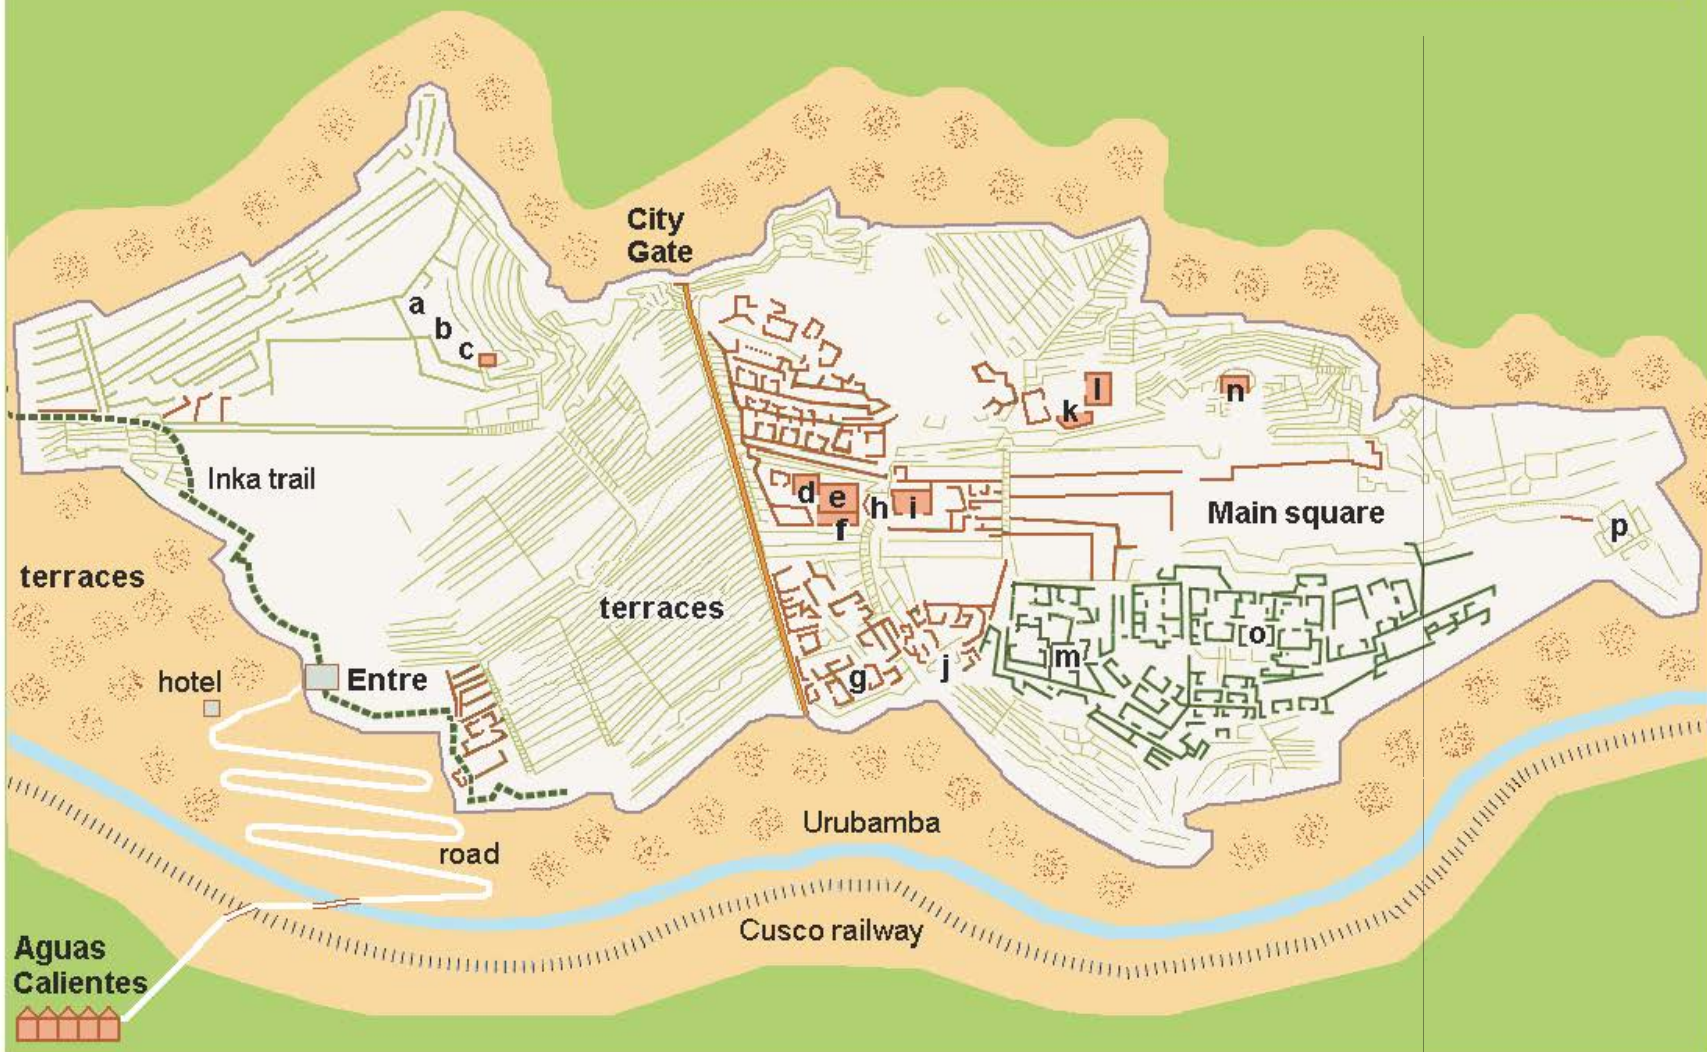 City
Gate
a
b
c
l
n
k
Inka trail
d
e
h
i
f
Main square
p
terraces
terraces
o
m
j
g
hotel
Entre
Urubamba
road
Cusco railway
Aguas
Calientes